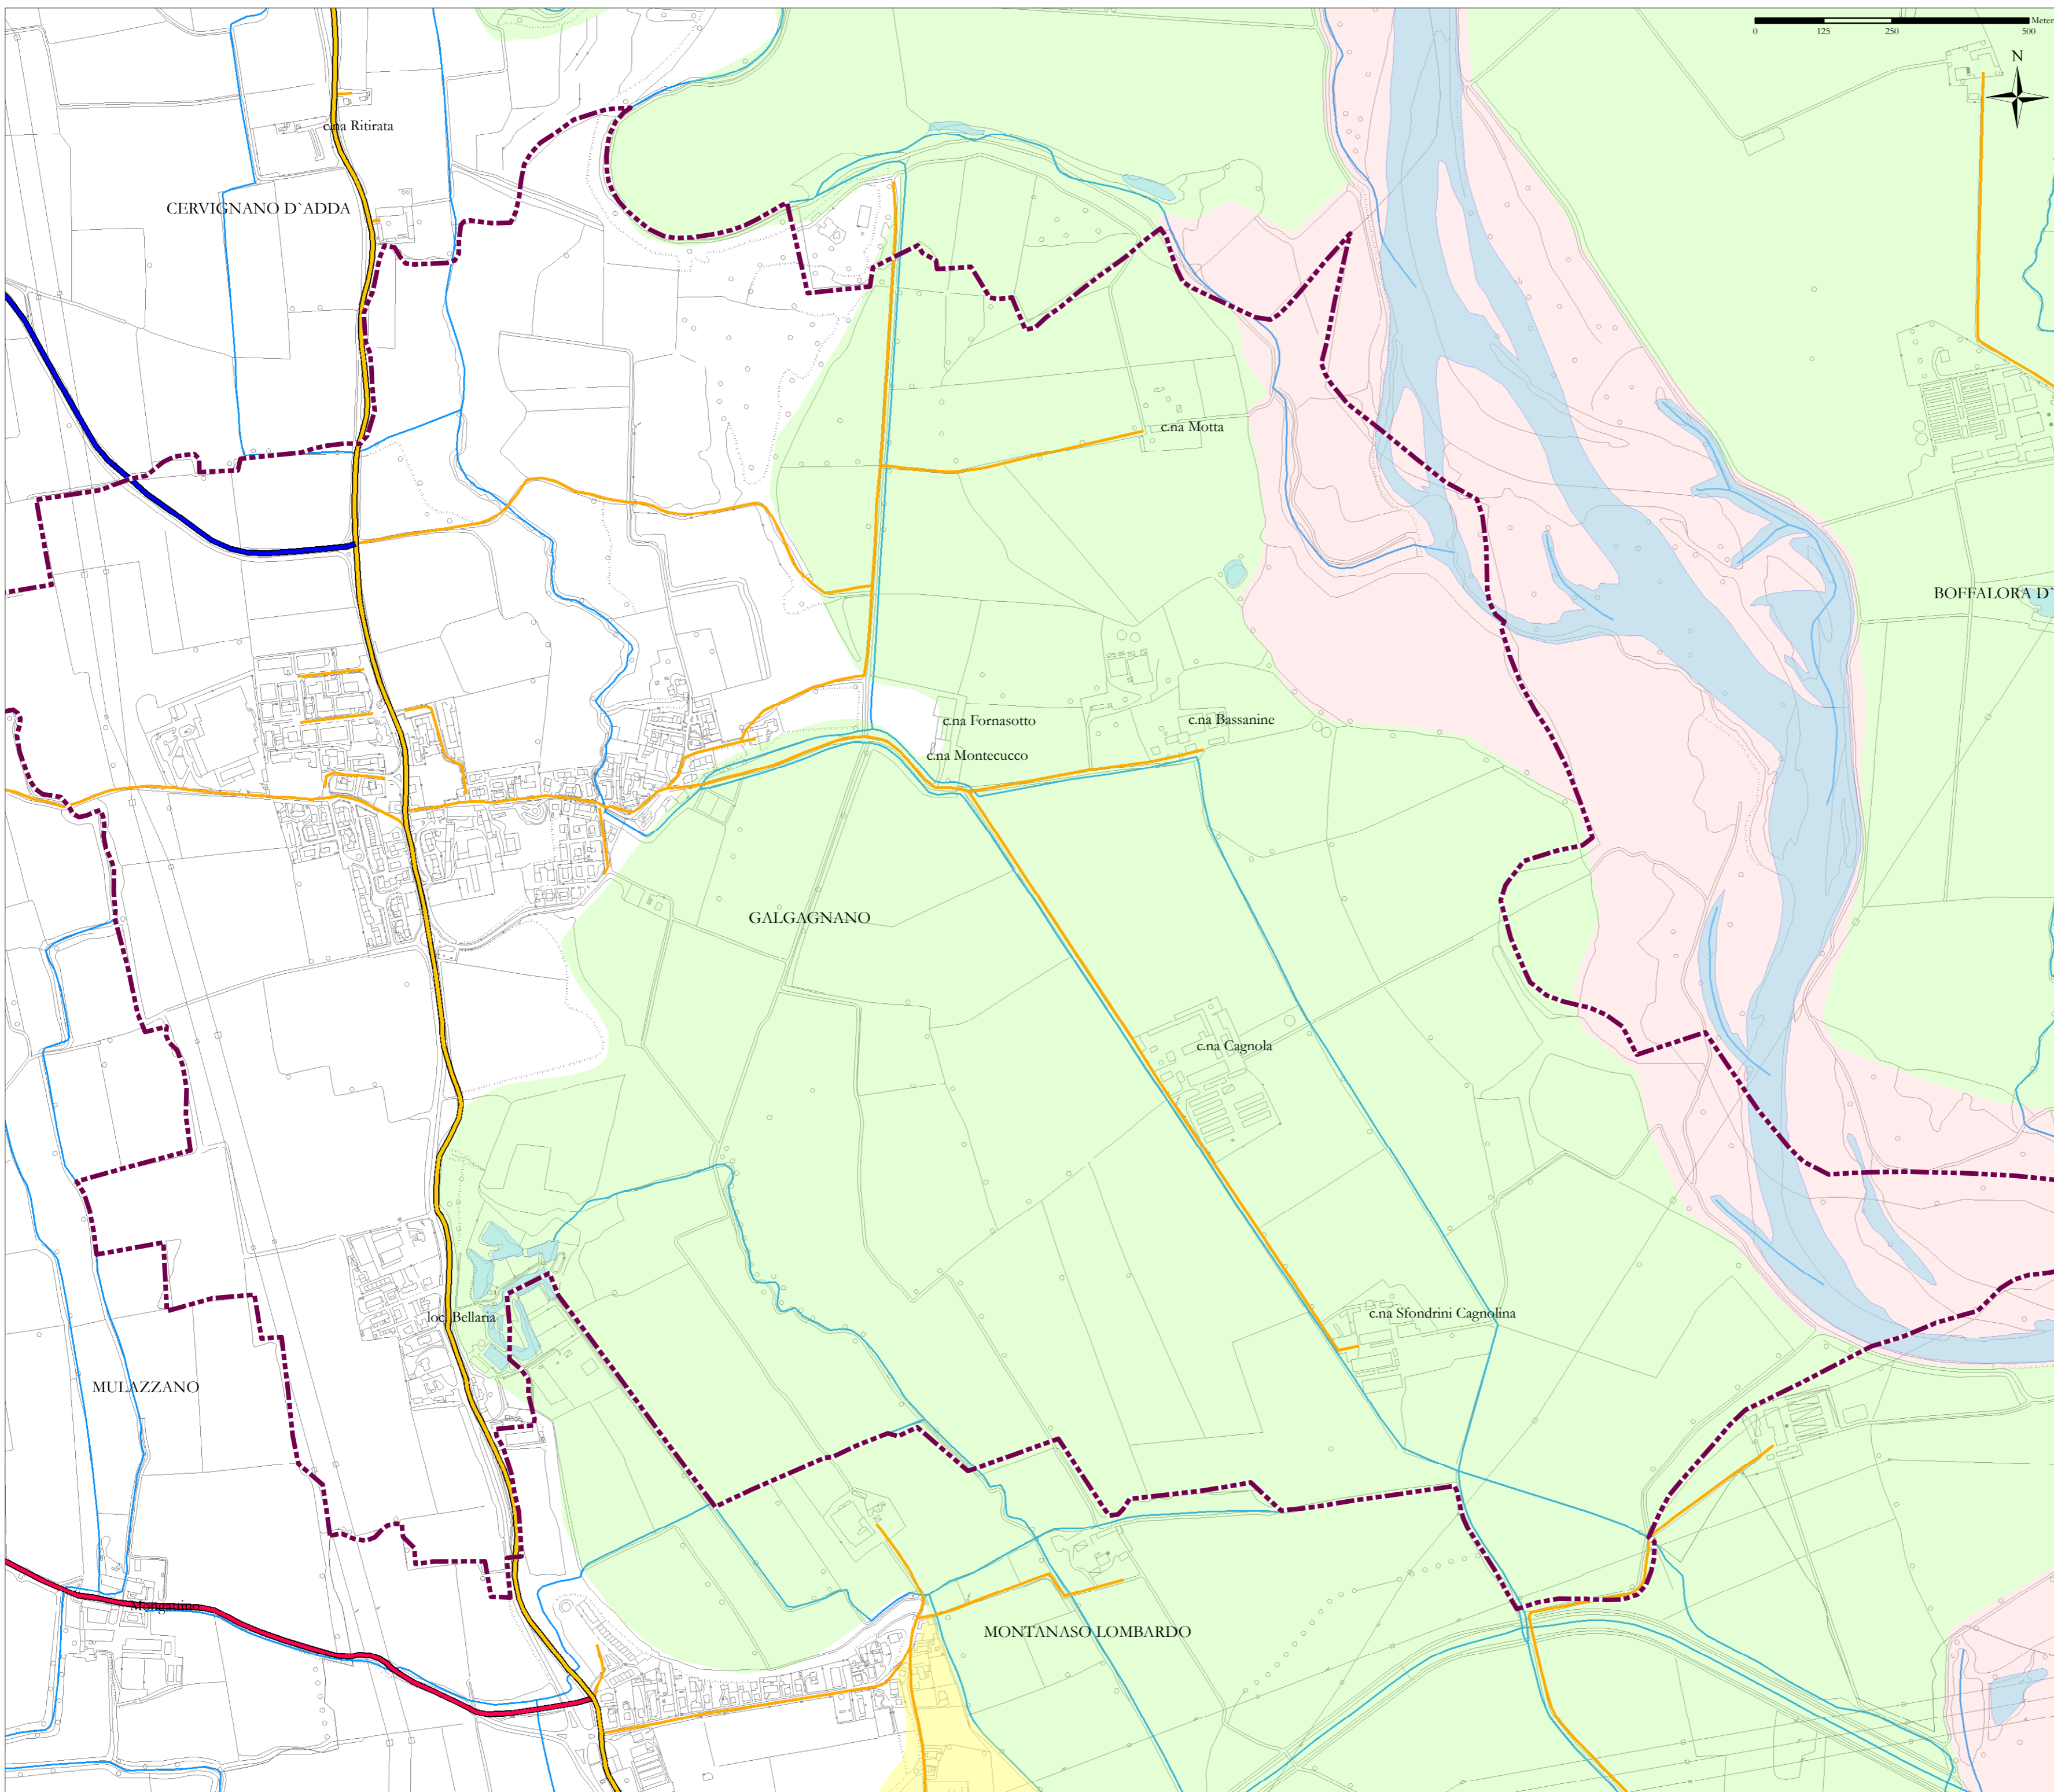 Meters
0 125 250 500
N
c.na Ritirata
CERVIGNANO D`ADDA
c.na Motta
BOFFALORA D`
c.na Fornasotto
c.na Bassanine
c.na Montecucco
GALGAGNANO
c.na Cagnola
c.na Sfondrini Cagnolina
loc. Bellaria
MULAZZANO
MONTANASO LOMBARDO